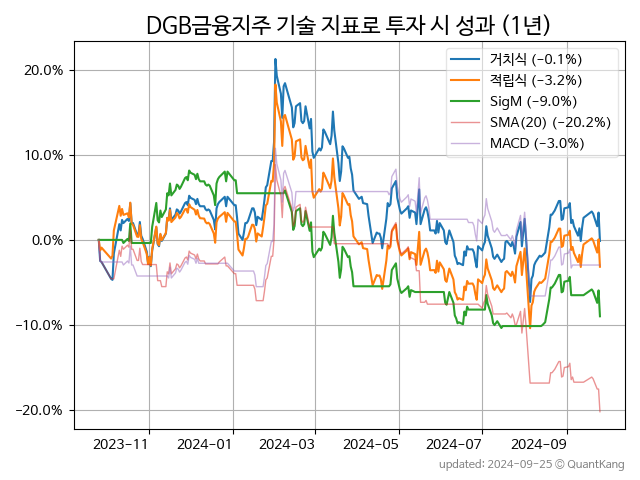 DGB금융지주 기술 지표로 투자 시 성과 (1년)
거치식 (-0.1%)
적립식 (-3.2%)
SigM (-9.0%)
SMA(20) (-20.2%)
MACD (-3.0%)
20.0%
10.0%
0.0%
-10.0%
-20.0%
2023-11 2024-01 2024-03 2024-05 2024-07 2024-09
updated: 2024-09-25 © QuantKang